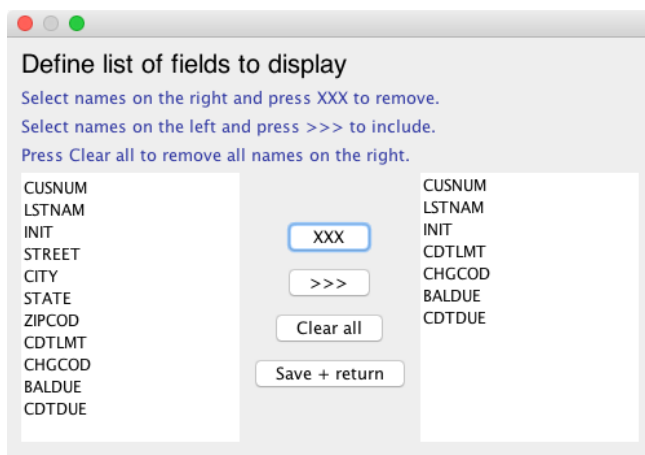 Define list of fields to display
Select names on the right and press XXX to remove.
Select names on the left and press >>> to include.
Press Clear all to remove all names on the right.
CUSNUM
LSTNAM
INIT
STREET
CITY
STATE
ZIPCOD
CDTLMT
CHGCOD
BALDUE
CDTDUE
XXX
>>>
Clear all
Save + return
CUSNUM
LSTNAM
INIT
CDTLMT
CHGCOD
BALDUE
CDTDUE